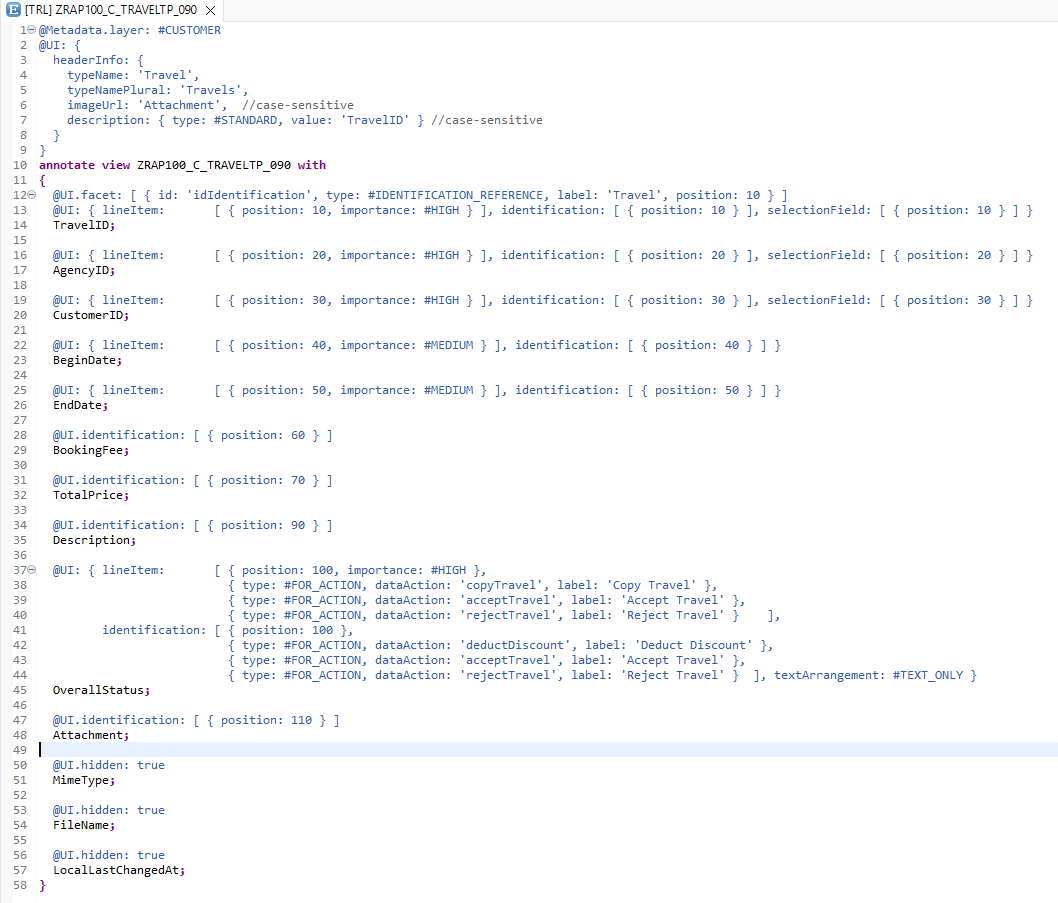 [TRL] ZRAP100_C_TRAVELTP_090
1 @Metadata.layer: #CUSTOMER
2 @UI: {
3   headerInfo: {
4     typeName: 'Travel',
5     typeNamePlural: 'Travels',
6     imageUrl: 'Attachment',  //case-sensitive
7     description: { type: #STANDARD, value: 'TravelID' } //case-sensitive
8   }
9 }
10 annotate view ZRAP100_C_TRAVELTP_090 with
11 {
12   @UI.facet: [ { id: 'idIdentification', type: #IDENTIFICATION_REFERENCE, label: 'Travel', position: 10 } ]
13   @UI: { lineItem:       [ { position: 10, importance: #HIGH } ], identification: [ { position: 10 } ], selectionField: [ { position: 10 } ] }
14   TravelID;
15
16   @UI: { lineItem:       [ { position: 20, importance: #HIGH } ], identification: [ { position: 20 } ], selectionField: [ { position: 20 } ] }
17   AgencyID;
18
19   @UI: { lineItem:       [ { position: 30, importance: #HIGH } ], identification: [ { position: 30 } ], selectionField: [ { position: 30 } ] }
20   CustomerID;
21
22   @UI: { lineItem:       [ { position: 40, importance: #MEDIUM } ], identification: [ { position: 40 } ] }
23   BeginDate;
24
25   @UI: { lineItem:       [ { position: 50, importance: #MEDIUM } ], identification: [ { position: 50 } ] }
26   EndDate;
27
28   @UI.identification: [ { position: 60 } ]
29   BookingFee;
30
31   @UI.identification: [ { position: 70 } ]
32   TotalPrice;
33
34   @UI.identification: [ { position: 90 } ]
35   Description;
36
37   @UI: { lineItem:       [ { position: 100, importance: #HIGH },
38                            { type: #FOR_ACTION, dataAction: 'copyTravel', label: 'Copy Travel' },
39                            { type: #FOR_ACTION, dataAction: 'acceptTravel', label: 'Accept Travel' },
40                            { type: #FOR_ACTION, dataAction: 'rejectTravel', label: 'Reject Travel' }    ],
41          identification: [ { position: 100 },
42                            { type: #FOR_ACTION, dataAction: 'deductDiscount', label: 'Deduct Discount' },
43                            { type: #FOR_ACTION, dataAction: 'acceptTravel', label: 'Accept Travel' },
44                            { type: #FOR_ACTION, dataAction: 'rejectTravel', label: 'Reject Travel' }  ], textArrangement: #TEXT_ONLY }
45   OverallStatus;
46
47   @UI.identification: [ { position: 110 } ]
48   Attachment;
49
50   @UI.hidden: true
51   MimeType;
52
53   @UI.hidden: true
54   FileName;
55
56   @UI.hidden: true
57   LocalLastChangedAt;
58 }